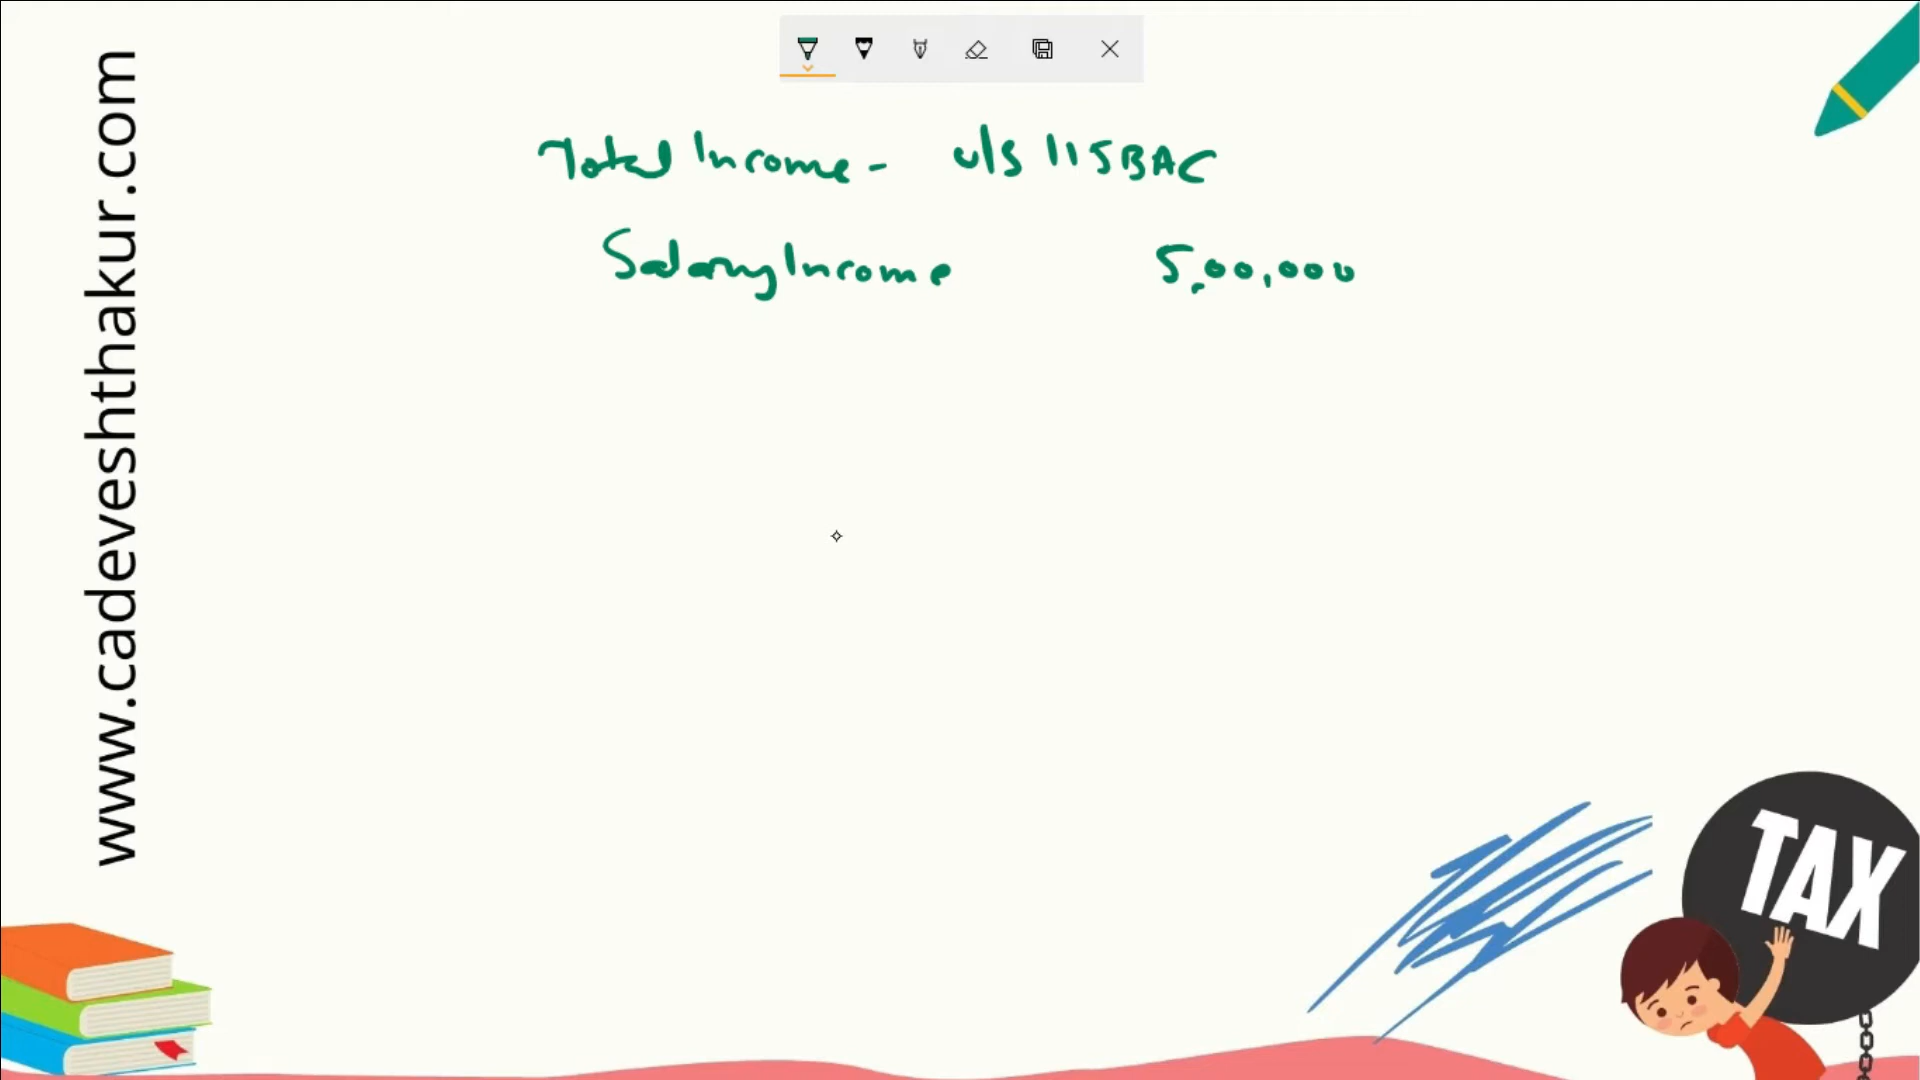 www.cadeveshthakur.com
Total Income - u/s 115BAC
Salary Income 5,00,000
TAX